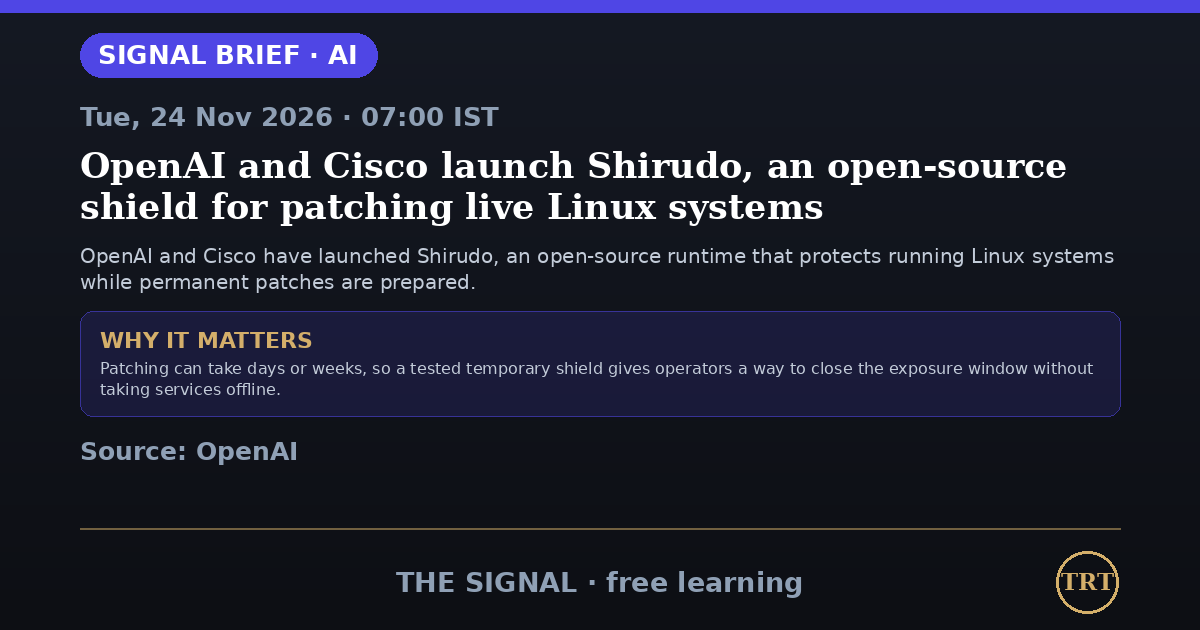 SIGNAL BRIEF · AI
Tue, 24 Nov 2026 · 07:00 IST
OpenAI and Cisco launch Shirudo, an open-source
shield for patching live Linux systems
OpenAI and Cisco have launched Shirudo, an open-source runtime that protects running Linux systems
while permanent patches are prepared.
WHY IT MATTERS
Patching can take days or weeks, so a tested temporary shield gives operators a way to close the exposure window without
taking services offline.
Source: OpenAI
THE SIGNAL · free learning
TRT